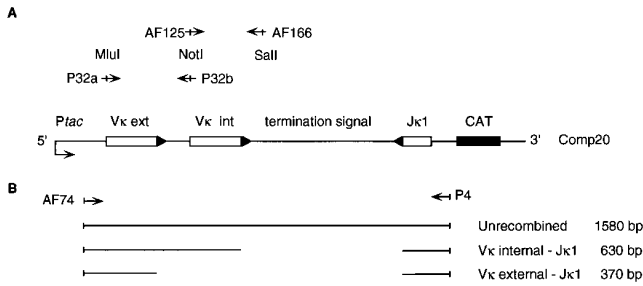 A
AF125 AF166
MluI NotI SalI
P32a P32b
Ptac Vκ ext Vκ int termination signal Jκ1 CAT
5' 3' Comp20
B
AF74 P4
Unrecombined 1580 bp
Vκ internal - Jκ1 630 bp
Vκ external - Jκ1 370 bp